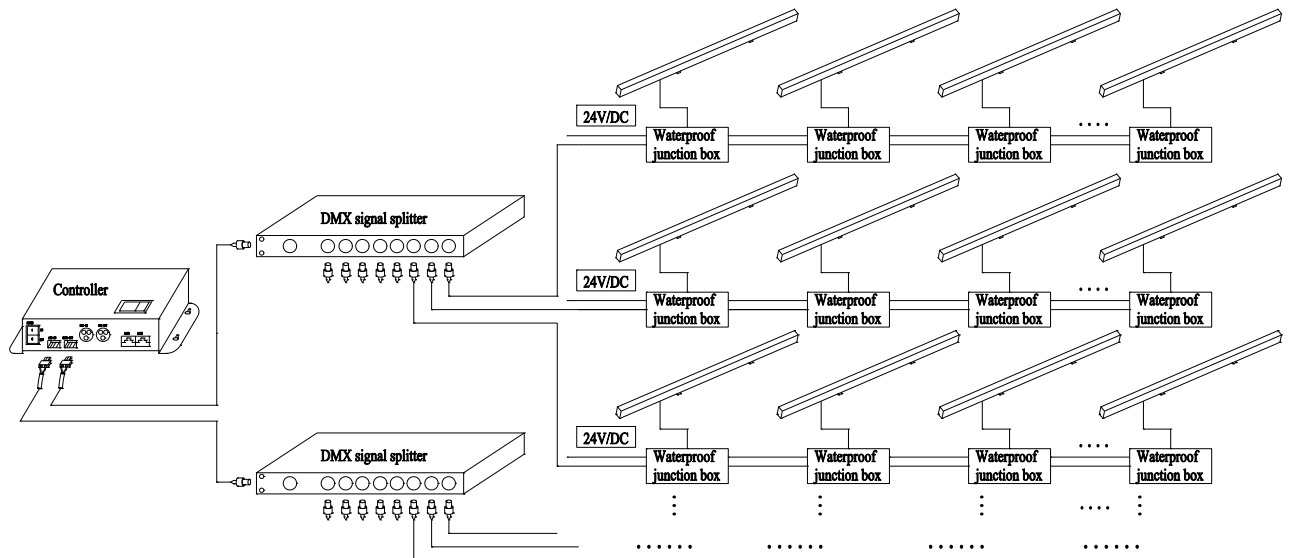 24V/DC
Waterproof
junction box
Waterproof
junction box
Waterproof
junction box
Waterproof
junction box
DMX signal splitter
Controller
24V/DC
Waterproof
junction box
Waterproof
junction box
Waterproof
junction box
Waterproof
junction box
DMX signal splitter
24V/DC
Waterproof
junction box
Waterproof
junction box
Waterproof
junction box
Waterproof
junction box